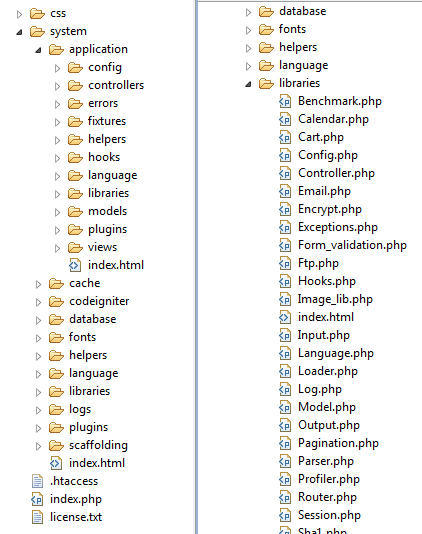 css
system
application
config
controllers
errors
fixtures
helpers
hooks
language
libraries
models
plugins
views
index.html
cache
codeigniter
database
fonts
helpers
language
libraries
logs
plugins
scaffolding
index.html
.htaccess
index.php
license.txt
database
fonts
helpers
language
libraries
Benchmark.php
Calendar.php
Cart.php
Config.php
Controller.php
Email.php
Encrypt.php
Exceptions.php
Form_validation.php
Ftp.php
Hooks.php
Image_lib.php
index.html
Input.php
Language.php
Loader.php
Log.php
Model.php
Output.php
Pagination.php
Parser.php
Profiler.php
Router.php
Session.php
Sha1.php